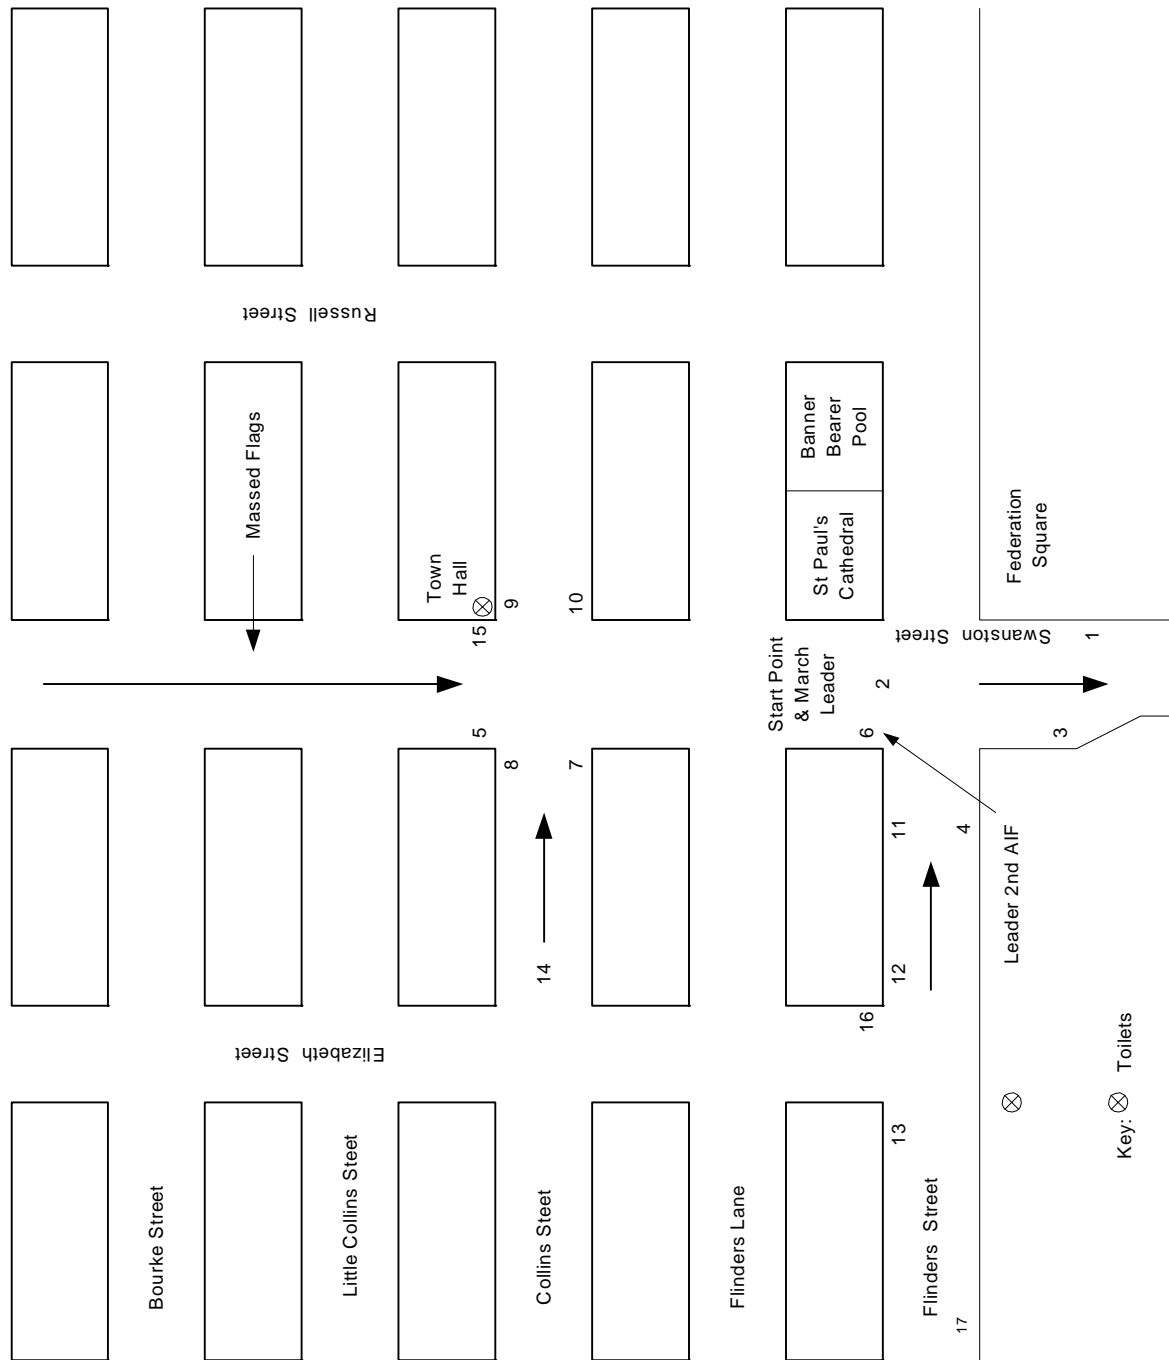 Russell Street
Massed Flags
Banner
Bearer
Pool
St Paul's
Cathedral
Federation
Square
Town
Hall
9
15
10
Swanston
Street
1
Start Point
& March
Leader
2
5
8
7
6
3
11
4
Leader 2nd AIF
14
12
16
Elizabeth Street
13
Key:
Toilets
Bourke Street
Little Collins Steet
Collins Steet
Flinders Lane
Flinders Street
17